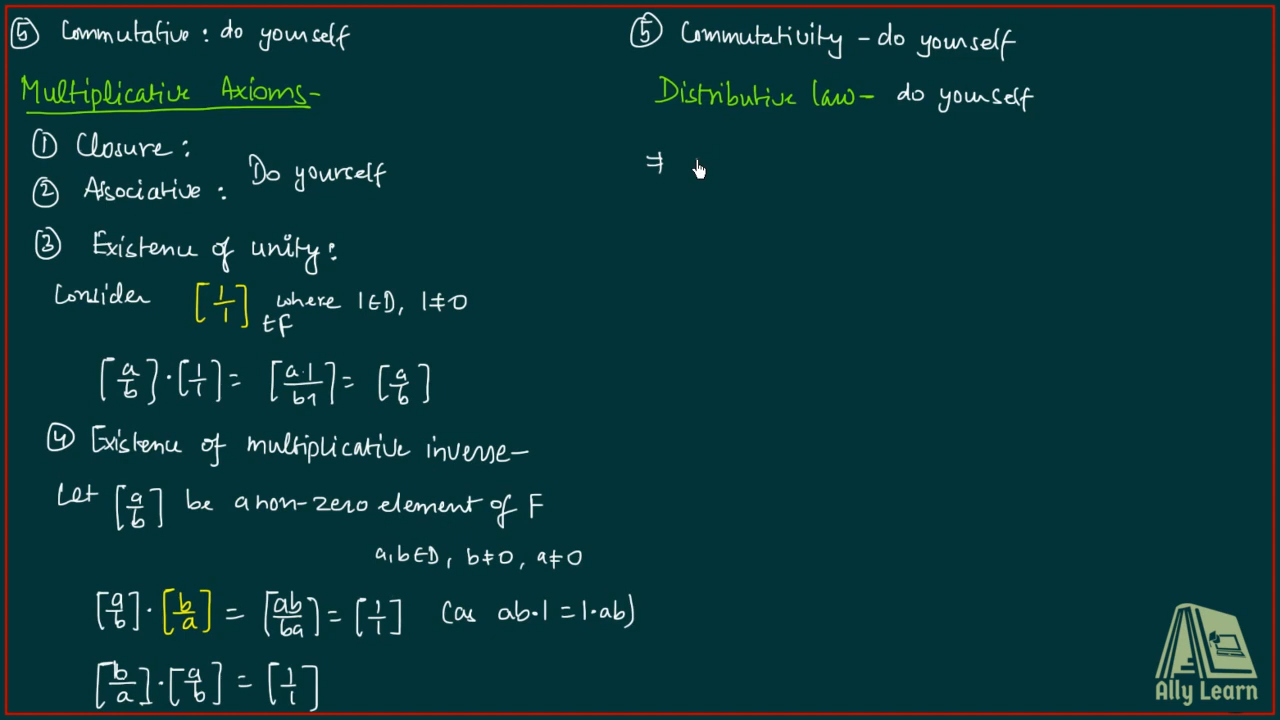 ⑤ Commutative : do yourself
Multiplicative Axioms-
① Closure :
② Associative : Do yourself
③ Existence of unity :
Consider [1/1] ∈F where 1∈D, 1≠0
[a/b]·[1/1] = [a·1/b1] = [a/b]
④ Existence of multiplicative inverse-
Let [a/b] be a non-zero element of F
a,b∈D, b≠0, a≠0
[a/b]·[b/a] = [ab/ba] = [1/1] (as ab·1 = 1·ab)
[b/a]·[a/b] = [1/1]
⑤ Commutativity - do yourself
Distributive law- do yourself
⇒
Ally Learn